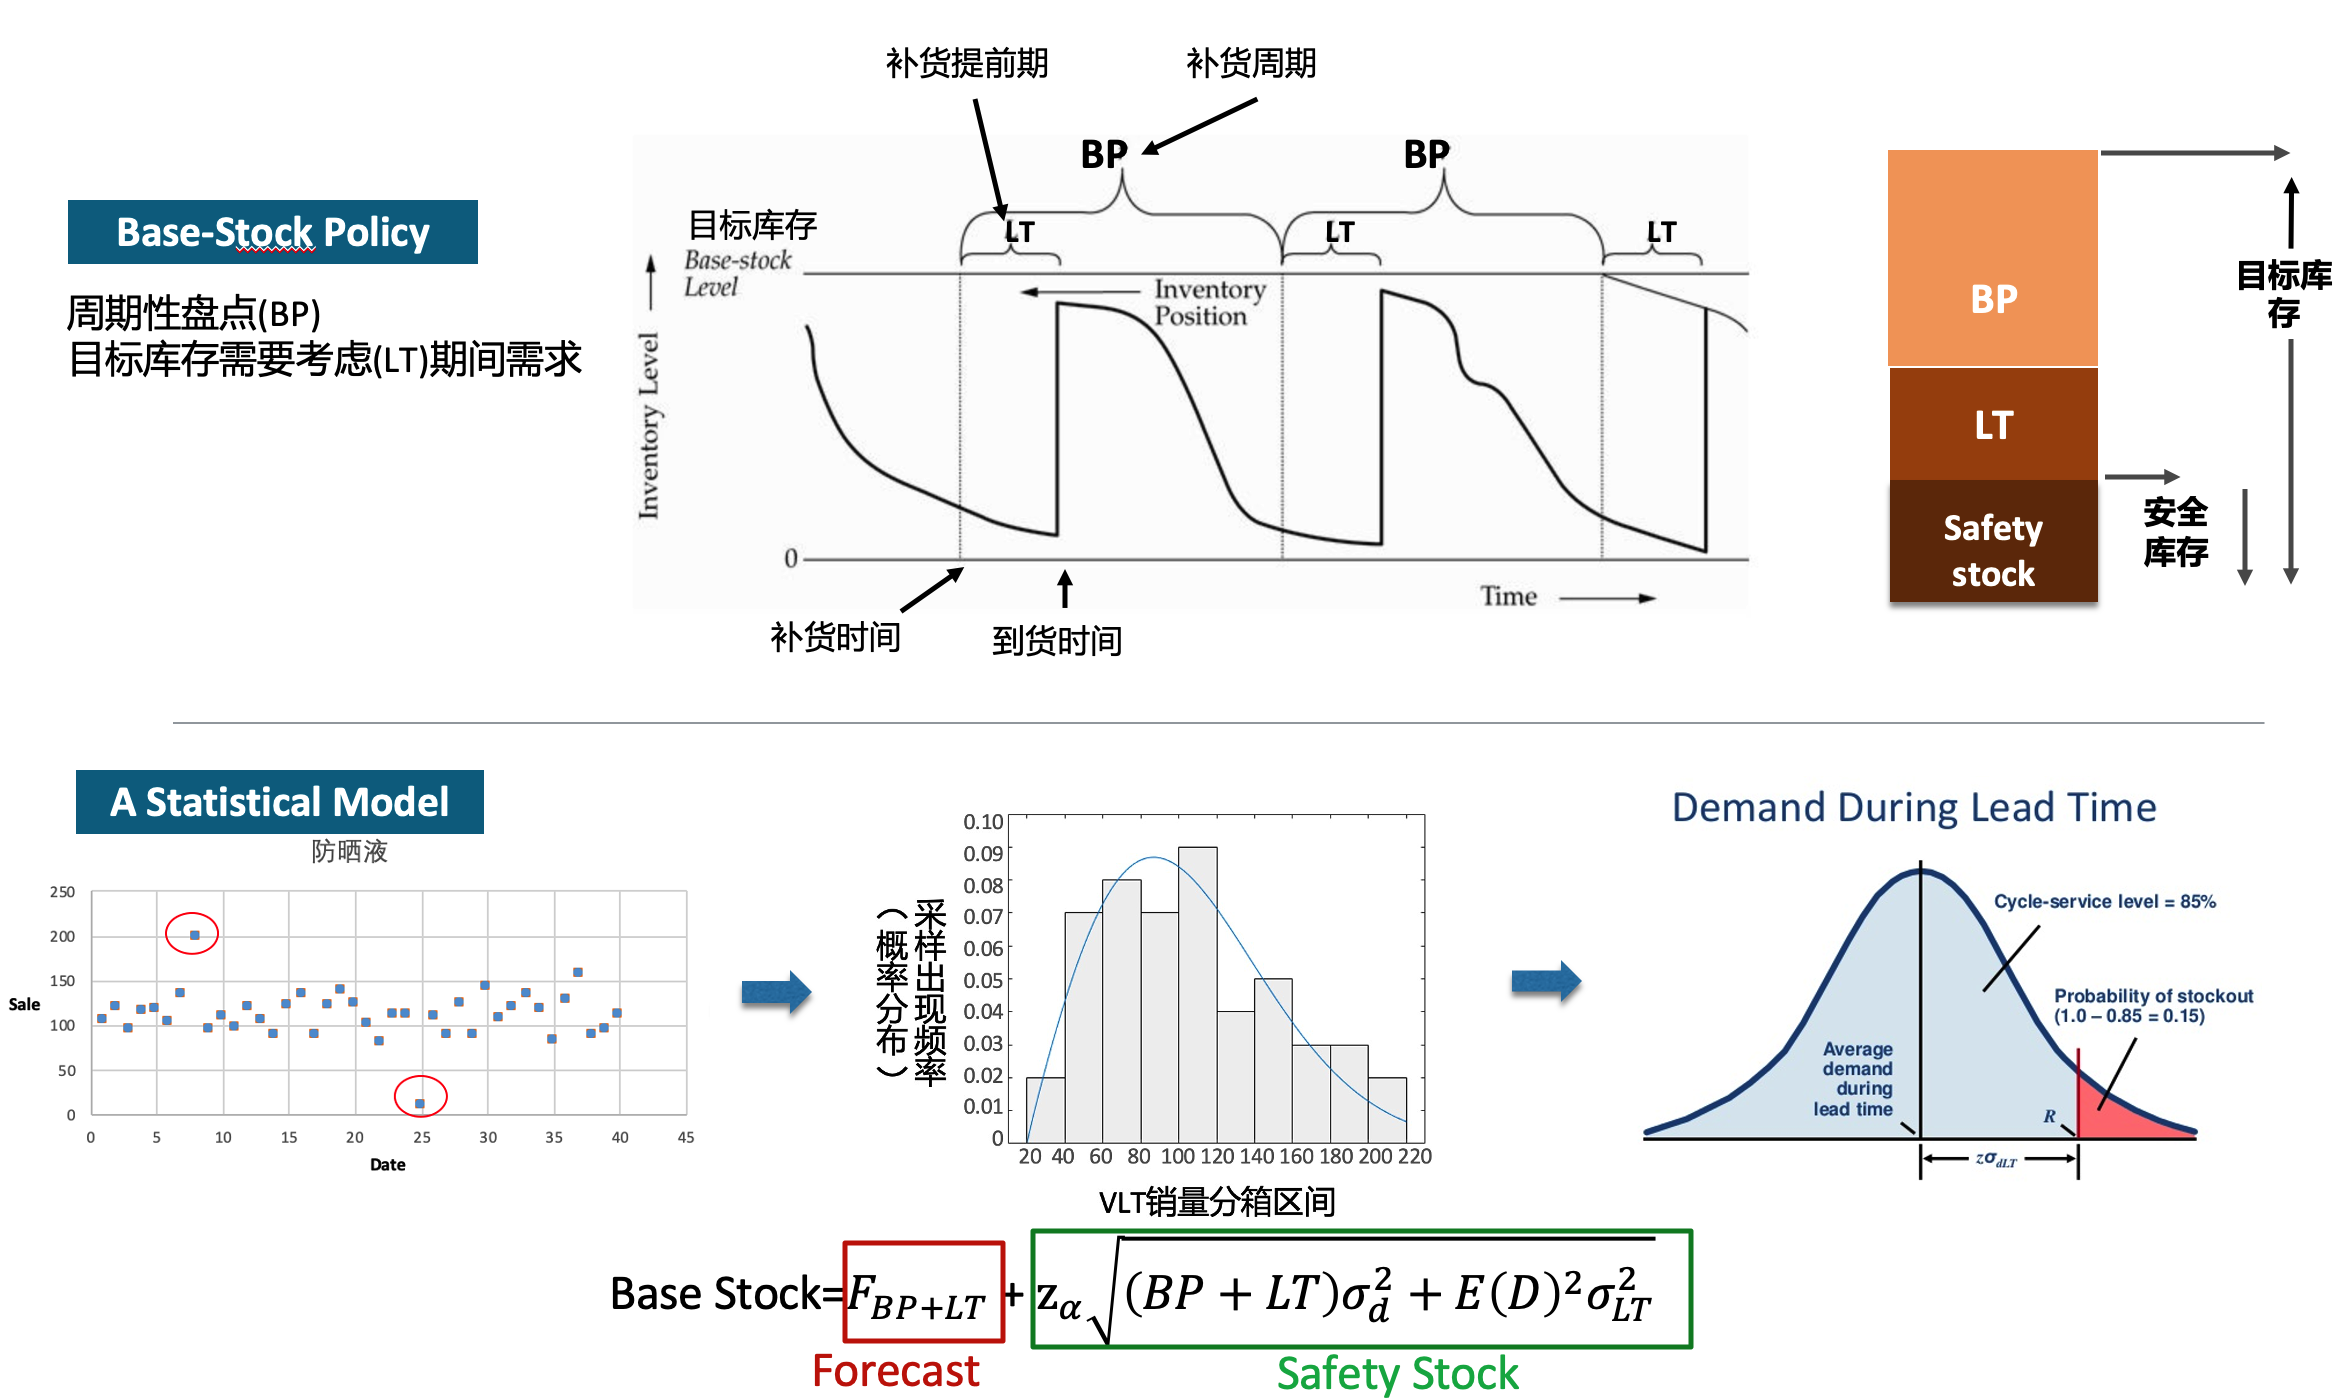 补货提前期
补货周期
BP
BP
Base-Stock Policy
目标库存
LT
LT
LT
Base-stock
Level
周期性盘点(BP)
目标库存需要考虑(LT)期间需求
Inventory
Position
Inventory Level
0
Time
补货时间
到货时间
BP
LT
Safety
stock
目标库
存
安全
库存
A Statistical Model
防晒液
250
200
150
100
50
0
Sale
0 5 10 15 20 25 30 35 40 45
Date
采样出现频率
（概率分布）
0.10
0.09
0.08
0.07
0.06
0.05
0.04
0.03
0.02
0.01
0
20 40 60 80 100 120 140 160 180 200 220
VLT销量分箱区间
Demand During Lead Time
Cycle-service level = 85%
Probability of stockout
(1.0 – 0.85 = 0.15)
Average
demand
during
lead time
R
zσdLT
Base Stock=F_{BP+LT} + z_α√((BP + LT)σ_d^2 + E(D)^2σ_{LT}^2)
Forecast
Safety Stock